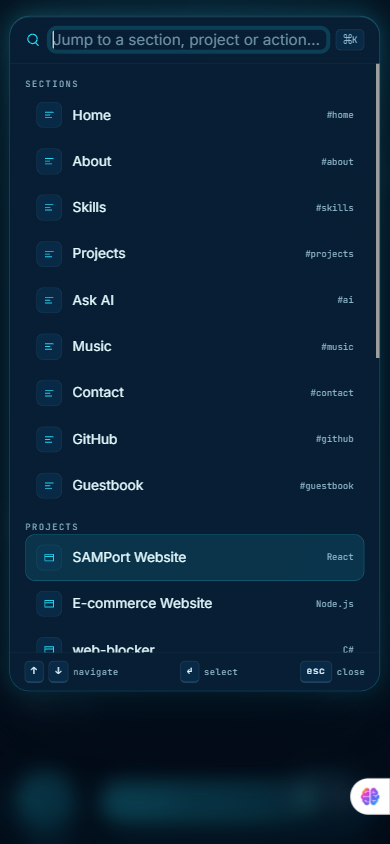 Jump to a section, project or action... ⌘K
SECTIONS
Home #home
About #about
Skills #skills
Projects #projects
Ask AI #ai
Music #music
Contact #contact
GitHub #github
Guestbook #guestbook
PROJECTS
SAMPort Website React
E-commerce Website Node.js
web-blocker C#
↑ ↓ navigate ↵ select esc close